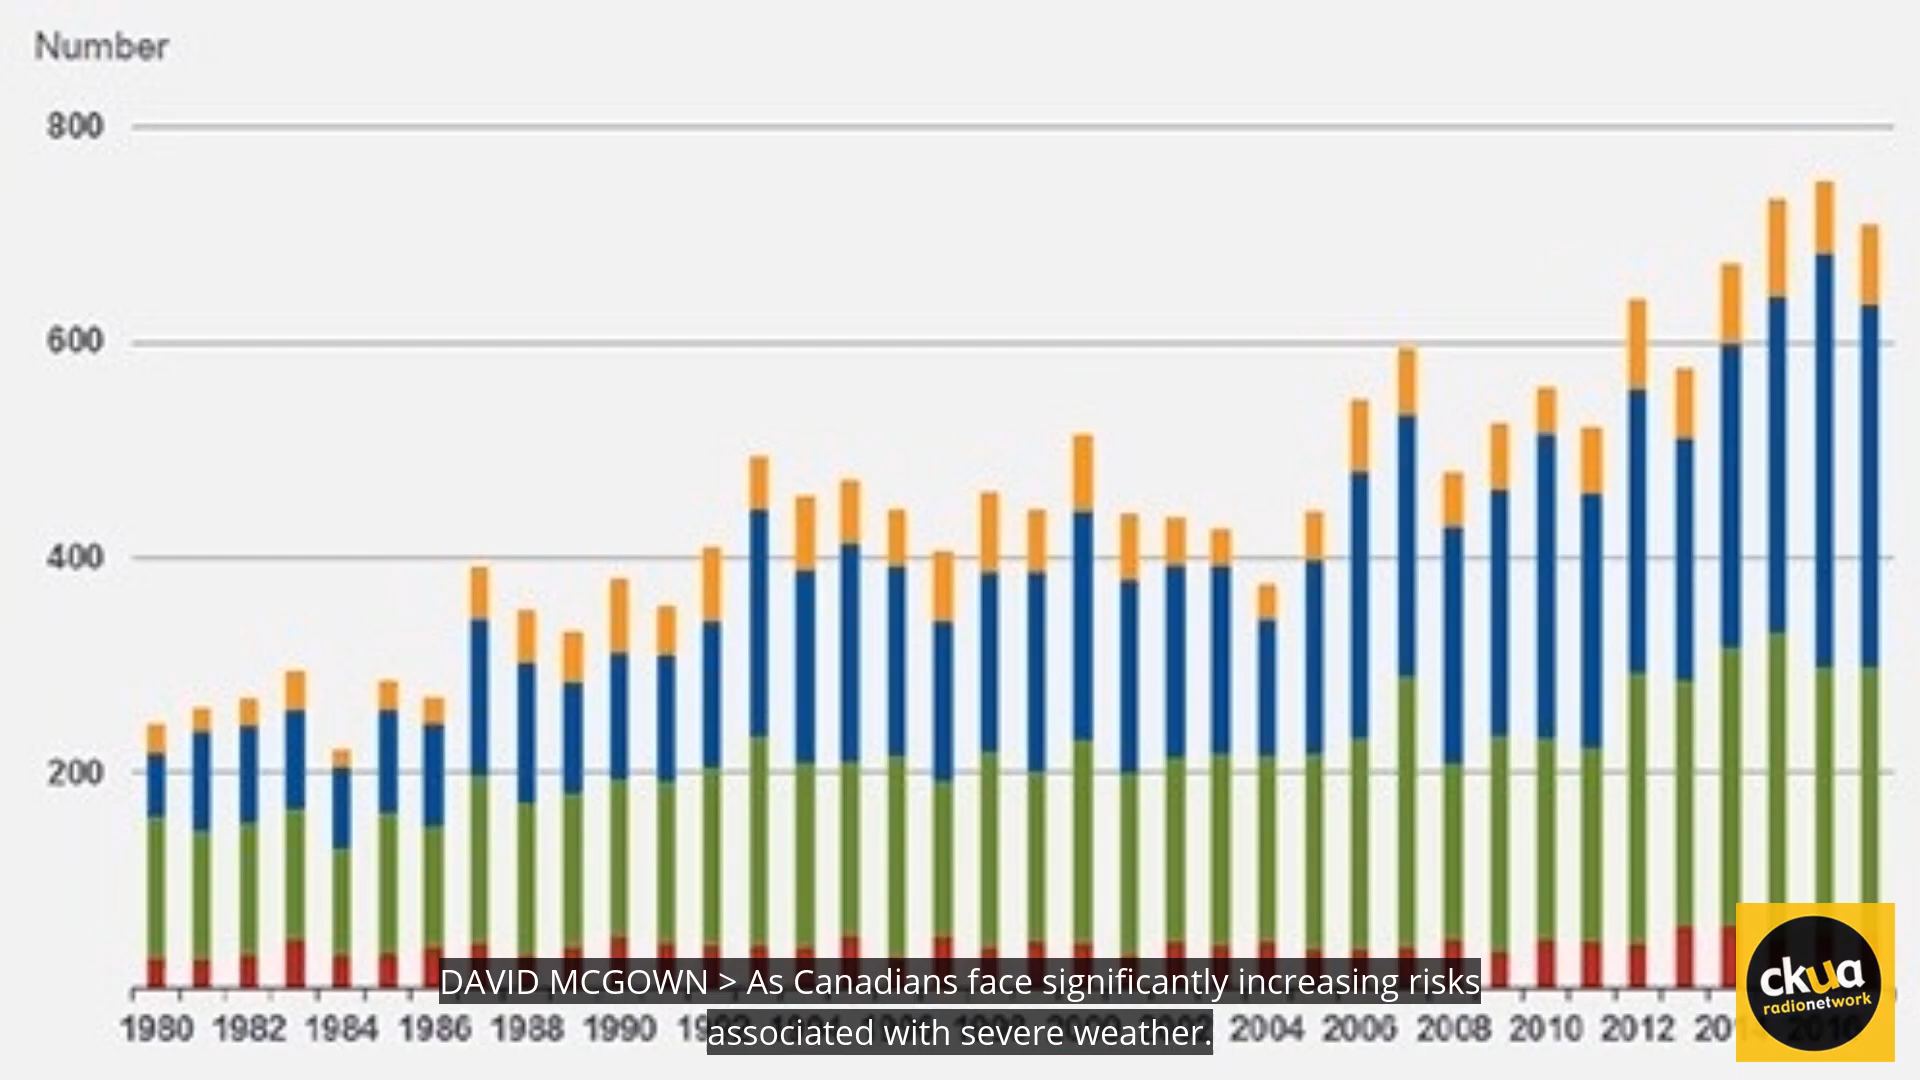 Number
800
600
400
200
DAVID MCGOWN > As Canadians face significantly increasing risks
associated with severe weather.
1980 1982 1984 1986 1988 1990 2004 2006 2008 2010 2012
ckua
radionetwork